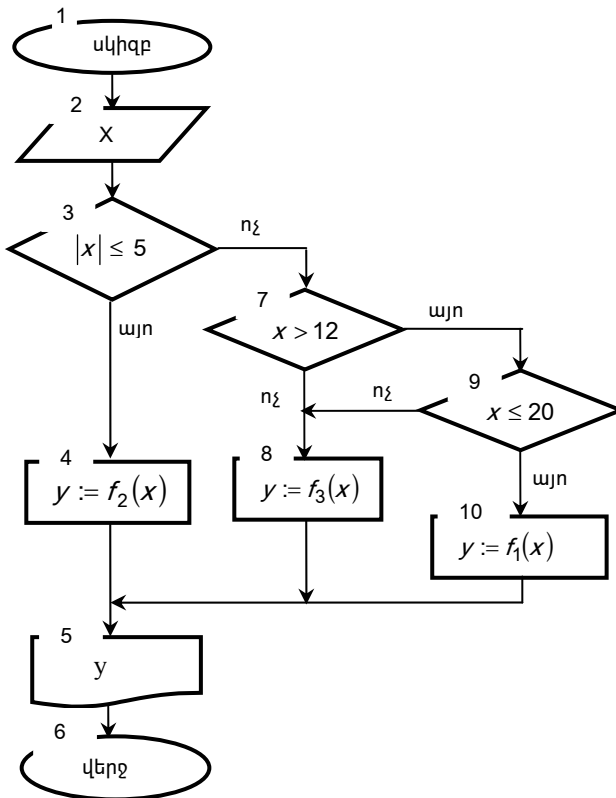 1
սկիզբ
2
X
3
|x| ≤ 5
ոչ
այո
7
x > 12
այո
ոչ
9
x ≤ 20
ոչ
այո
4
y := f₂(x)
8
y := f₃(x)
10
y := f₁(x)
5
y
6
վերջ